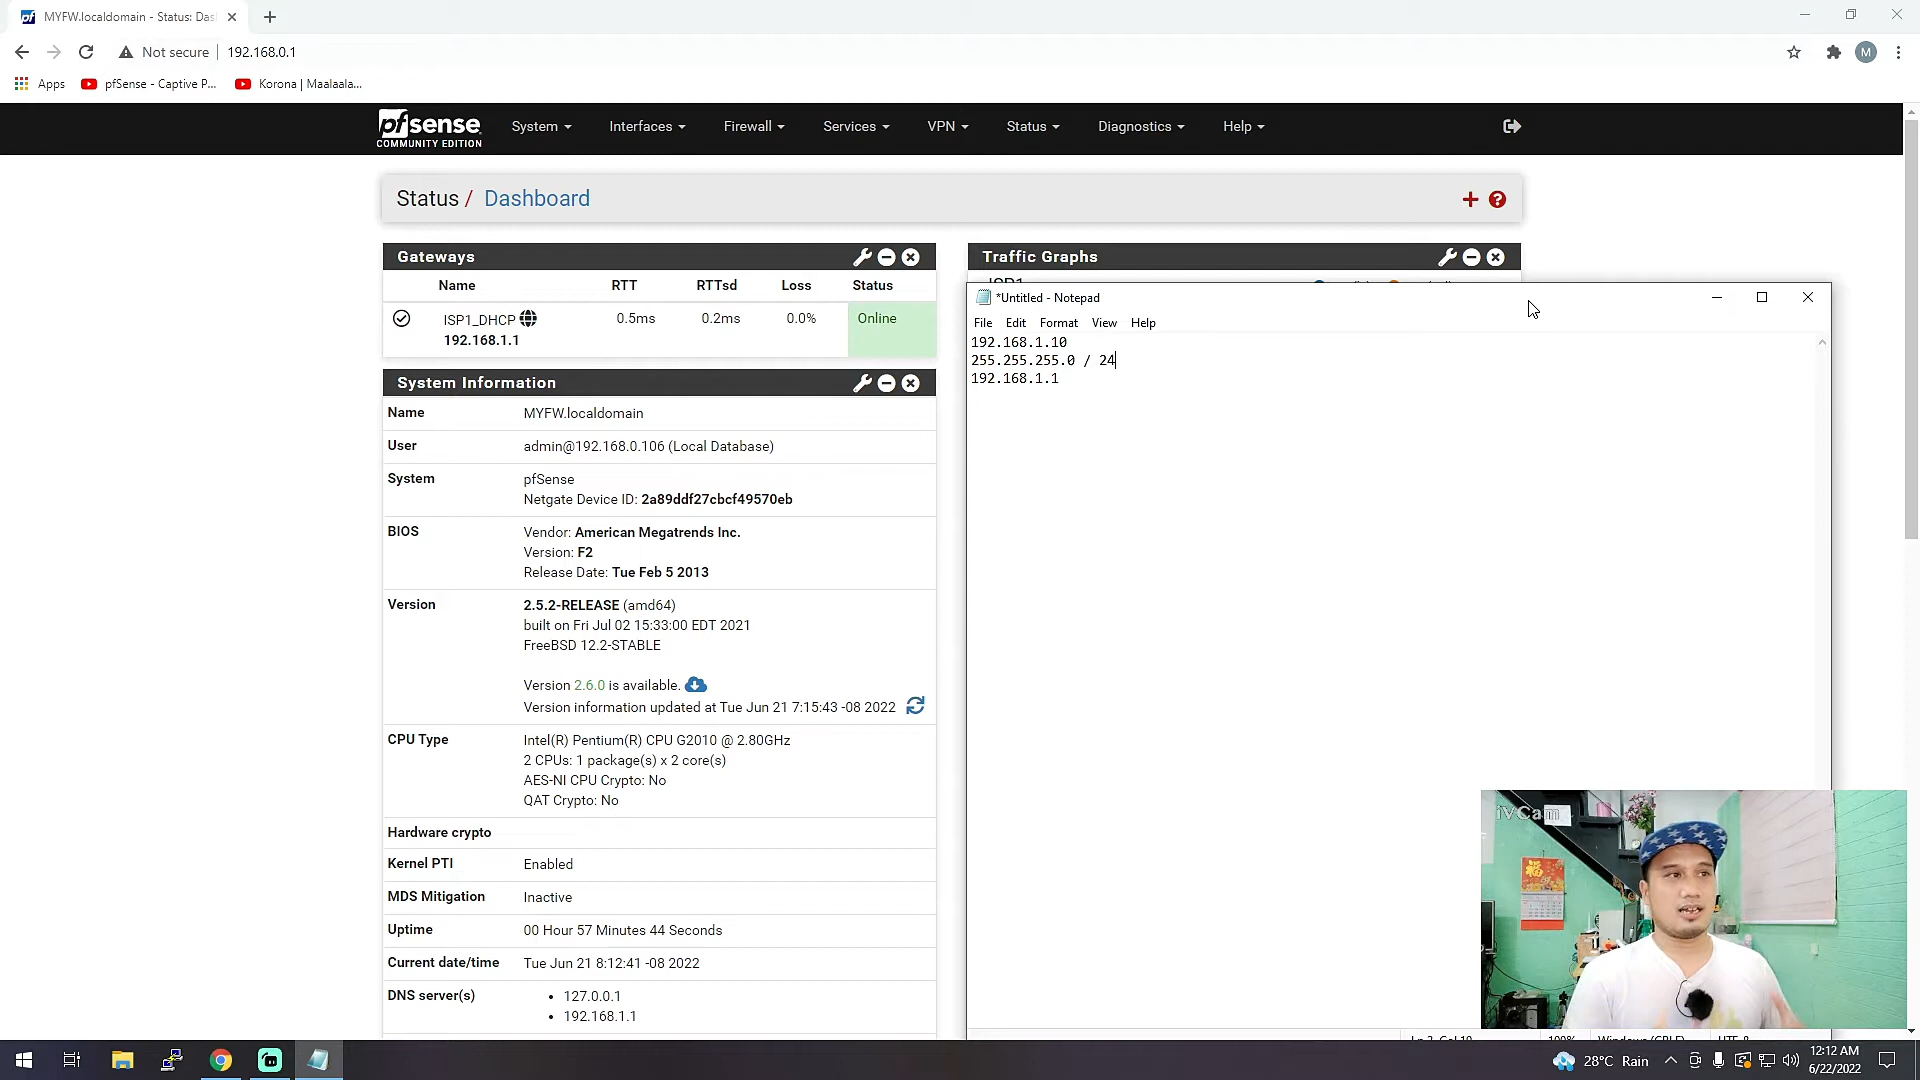 MYFW.localdomain - Status: Das
Not secure
192.168.0.1
M
Apps
pfSense - Captive P...
Korona | Maalaala...
pfsense
COMMUNITY EDITION
System
Interfaces
Firewall
Services
VPN
Status
Diagnostics
Help
Status / Dashboard
Gateways
Name RTT RTTsd Loss Status
ISP1_DHCP 0.5ms 0.2ms 0.0% Online
192.168.1.1
System Information
Name MYFW.localdomain
User admin@192.168.0.106 (Local Database)
System pfSense
Netgate Device ID: 2a89ddf27cbcf49570eb
BIOS Vendor: American Megatrends Inc.
Version: F2
Release Date: Tue Feb 5 2013
Version 2.5.2-RELEASE (amd64)
built on Fri Jul 02 15:33:00 EDT 2021
FreeBSD 12.2-STABLE
Version 2.6.0 is available.
Version information updated at Tue Jun 21 7:15:43 -08 2022
CPU Type Intel(R) Pentium(R) CPU G2010 @ 2.80GHz
2 CPUs: 1 package(s) x 2 core(s)
AES-NI CPU Crypto: No
QAT Crypto: No
Hardware crypto
Kernel PTI Enabled
MDS Mitigation Inactive
Uptime 00 Hour 57 Minutes 44 Seconds
Current date/time Tue Jun 21 8:12:41 -08 2022
DNS server(s) • 127.0.0.1
• 192.168.1.1
Traffic Graphs
ISP1
*Untitled - Notepad
File Edit Format View Help
192.168.1.10
255.255.255.0 / 24
192.168.1.1
iVCam
福
28°C Rain
12:12 AM
6/22/2022